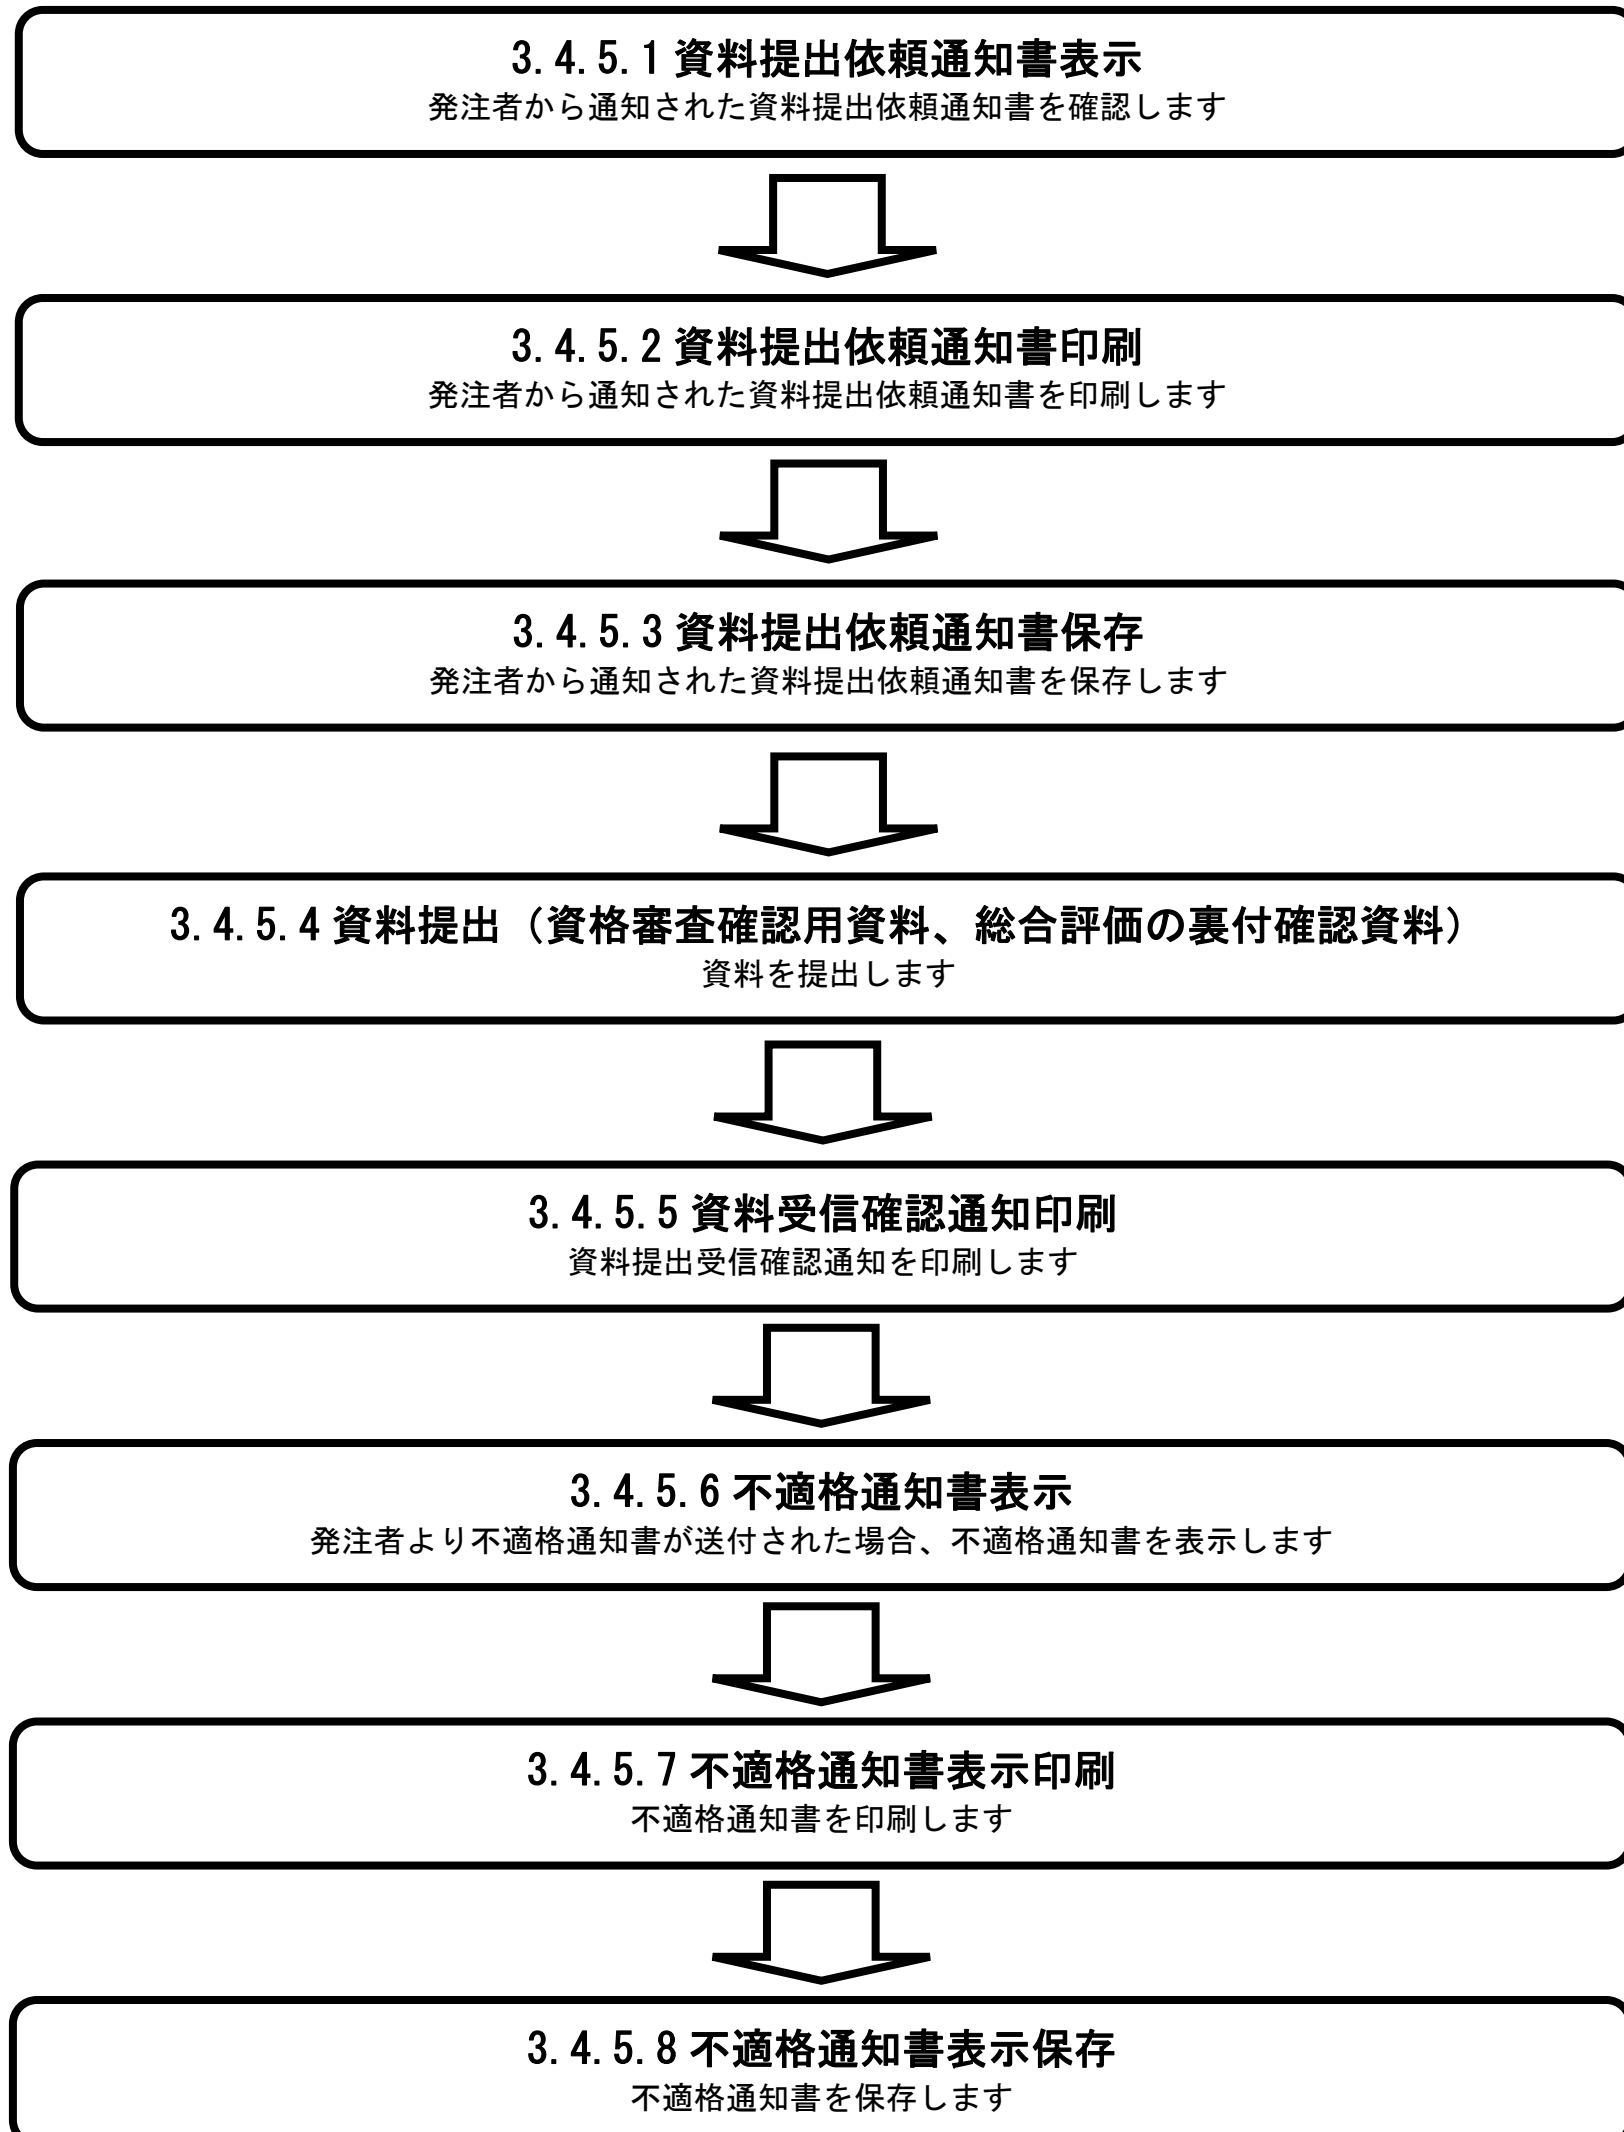 3.4.5.1 資料提出依頼通知書表示
発注者から通知された資料提出依頼通知書を確認します
3.4.5.2 資料提出依頼通知書印刷
発注者から通知された資料提出依頼通知書を印刷します
3.4.5.3 資料提出依頼通知書保存
発注者から通知された資料提出依頼通知書を保存します
3.4.5.4 資料提出（資格審査確認用資料、総合評価の裏付確認資料）
資料を提出します
3.4.5.5 資料受信確認通知印刷
資料提出受信確認通知を印刷します
3.4.5.6 不適格通知書表示
発注者より不適格通知書が送付された場合、不適格通知書を表示します
3.4.5.7 不適格通知書表示印刷
不適格通知書を印刷します
3.4.5.8 不適格通知書表示保存
不適格通知書を保存します